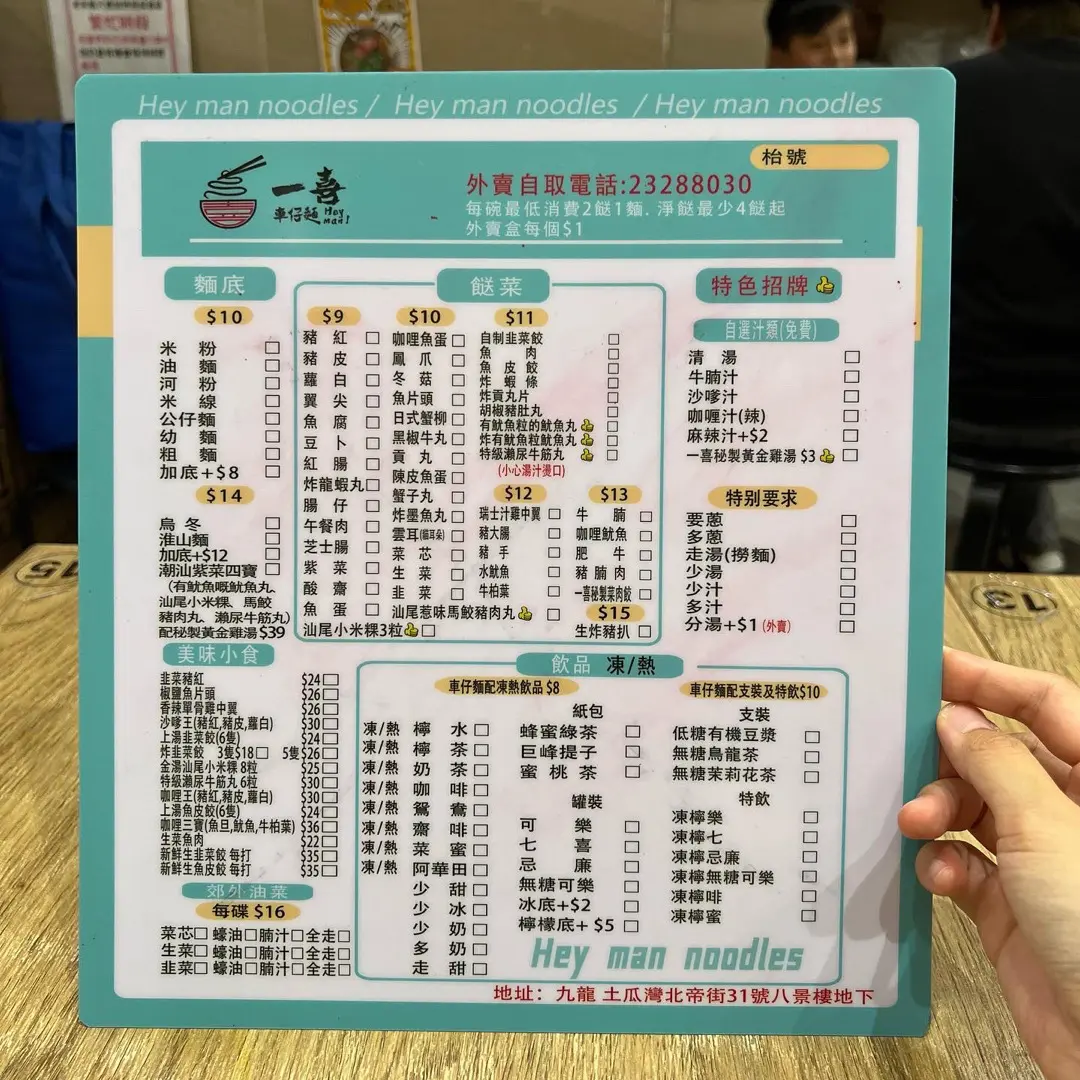 繁忙時段
Hey man noodles / Hey man noodles / Hey man noodles
枱號
一喜
車仔麵 Hey man!
外賣自取電話:23288030
每碗最低消費2餸1麵. 淨餸最少4餸起
外賣盒每個$1
麵底
$10
米粉
油麵
河粉
米線
公仔麵
幼麵
粗麵
加底+$8
$14
烏冬
淮山麵
加底+$12
潮汕紫菜四寶
(有魷魚嘅魷魚丸、
汕尾小米粿、馬鮫
豬肉丸、瀨尿牛筋丸)
配秘製黃金雞湯 $39
餸菜
$9
豬紅
豬皮
蘿白
翼尖
魚腐
豆卜
紅腸
炸龍蝦丸
腸仔
午餐肉
芝士腸
紫菜
酸齋
魚蛋
汕尾小米粿3粒
$10
咖哩魚蛋
鳳爪
冬菇
魚片頭
日式蟹柳
黑椒牛丸
貢丸
陳皮魚蛋
蟹子丸
炸墨魚丸
雲耳(貓耳朵)
菜芯
生菜
韭菜
汕尾惹味馬鮫豬肉丸
$11
自制韭菜餃
魚肉
魚皮餃
炸蝦條
炸貢丸片
胡椒豬肚丸
有魷魚粒的魷魚丸
炸有魷魚粒魷魚丸
特級瀨尿牛筋丸
(小心湯汁燙口)
$12
瑞士汁雞中翼
豬大腸
豬手
水魷魚
牛柏葉
$13
牛腩
咖哩魷魚
肥牛
豬腩肉
一喜秘製菜肉餃
$15
生炸豬扒
特色招牌
自選汁類(免費)
清湯
牛腩汁
沙嗲汁
咖喱汁(辣)
麻辣汁+$2
一喜秘製黃金雞湯 $3
特別要求
要蔥
多蔥
走湯(撈麵)
少湯
少汁
多汁
分湯+$1 (外賣)
美味小食
韭菜豬紅 $24
椒鹽魚片頭 $26
香辣單骨雞中翼 $26
沙嗲王(豬紅,豬皮,蘿白) $30
上湯韭菜餃(6隻) $24
炸韭菜餃 3隻$18 5隻$26
金湯汕尾小米粿 8粒 $25
特級瀨尿牛筋丸 6粒 $30
咖哩王(豬紅,豬皮,蘿白) $30
上湯魚皮餃(6隻) $24
咖哩三寶(魚旦,魷魚,牛柏葉) $36
生菜魚肉 $22
新鮮生韭菜餃 每打 $35
新鮮生魚皮餃 每打 $35
郊外油菜
每碟 $16
菜芯 蠔油 腩汁 全走
生菜 蠔油 腩汁 全走
韭菜 蠔油 腩汁 全走
飲品 凍/熱
車仔麵配凍熱飲品 $8
凍/熱 檸水
凍/熱 檸茶
凍/熱 奶茶
凍/熱 咖啡
凍/熱 鴛鴦
凍/熱 齋啡
凍/熱 菜蜜
凍/熱 阿華田
少甜
少冰
少奶
多奶
走甜
紙包
蜂蜜綠茶
巨峰提子
蜜桃茶
罐裝
可樂
七喜
忌廉
無糖可樂
冰底+$2
檸檬底+ $5
車仔麵配支裝及特飲$10
支裝
低糖有機豆漿
無糖烏龍茶
無糖茉莉花茶
特飲
凍檸樂
凍檸七
凍檸忌廉
凍檸無糖可樂
凍檸啡
凍檸蜜
Hey man noodles
地址：九龍 土瓜灣北帝街31號八景樓地下
15
13